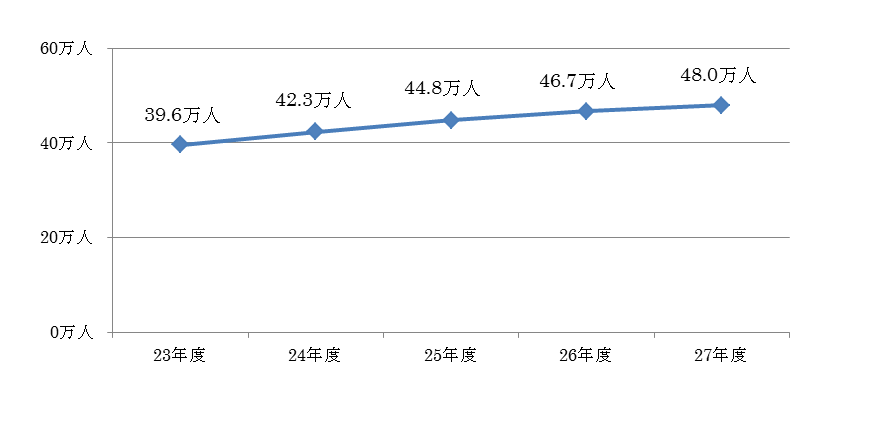 60万人
40万人
20万人
0万人
39.6万人
42.3万人
44.8万人
46.7万人
48.0万人
23年度
24年度
25年度
26年度
27年度